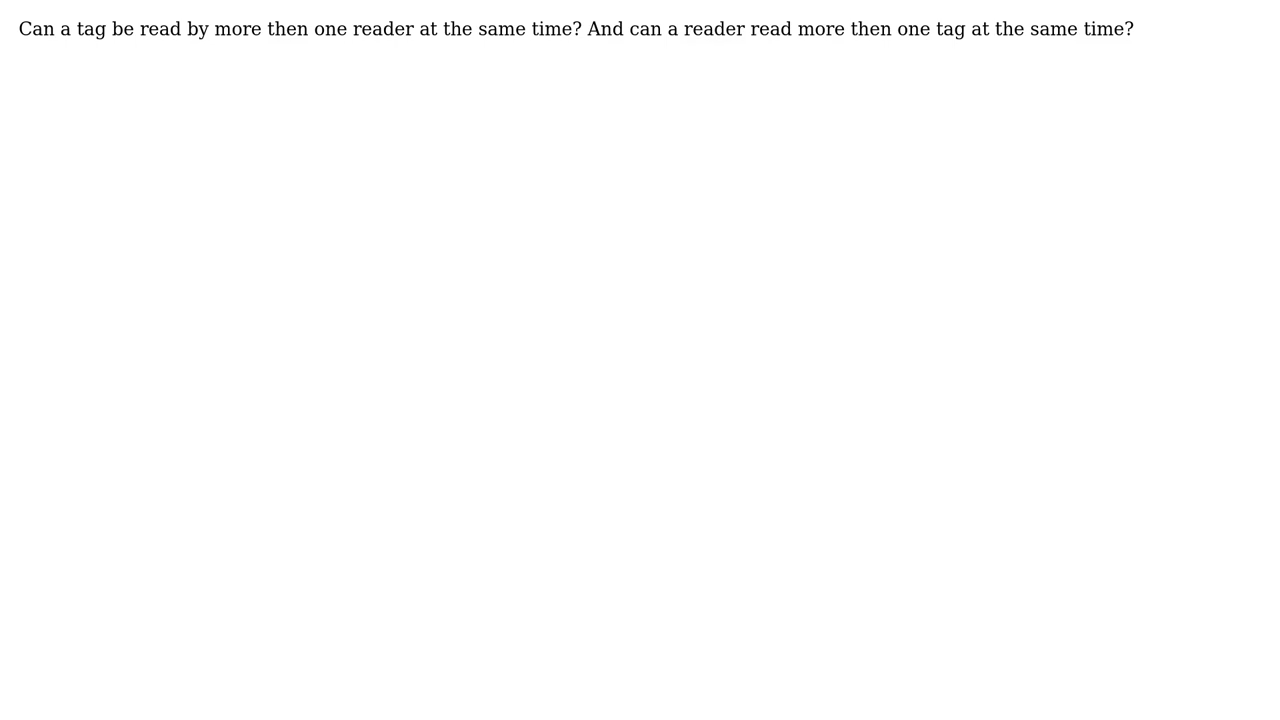 Can a tag be read by more then one reader at the same time? And can a reader read more then one tag at the same time?